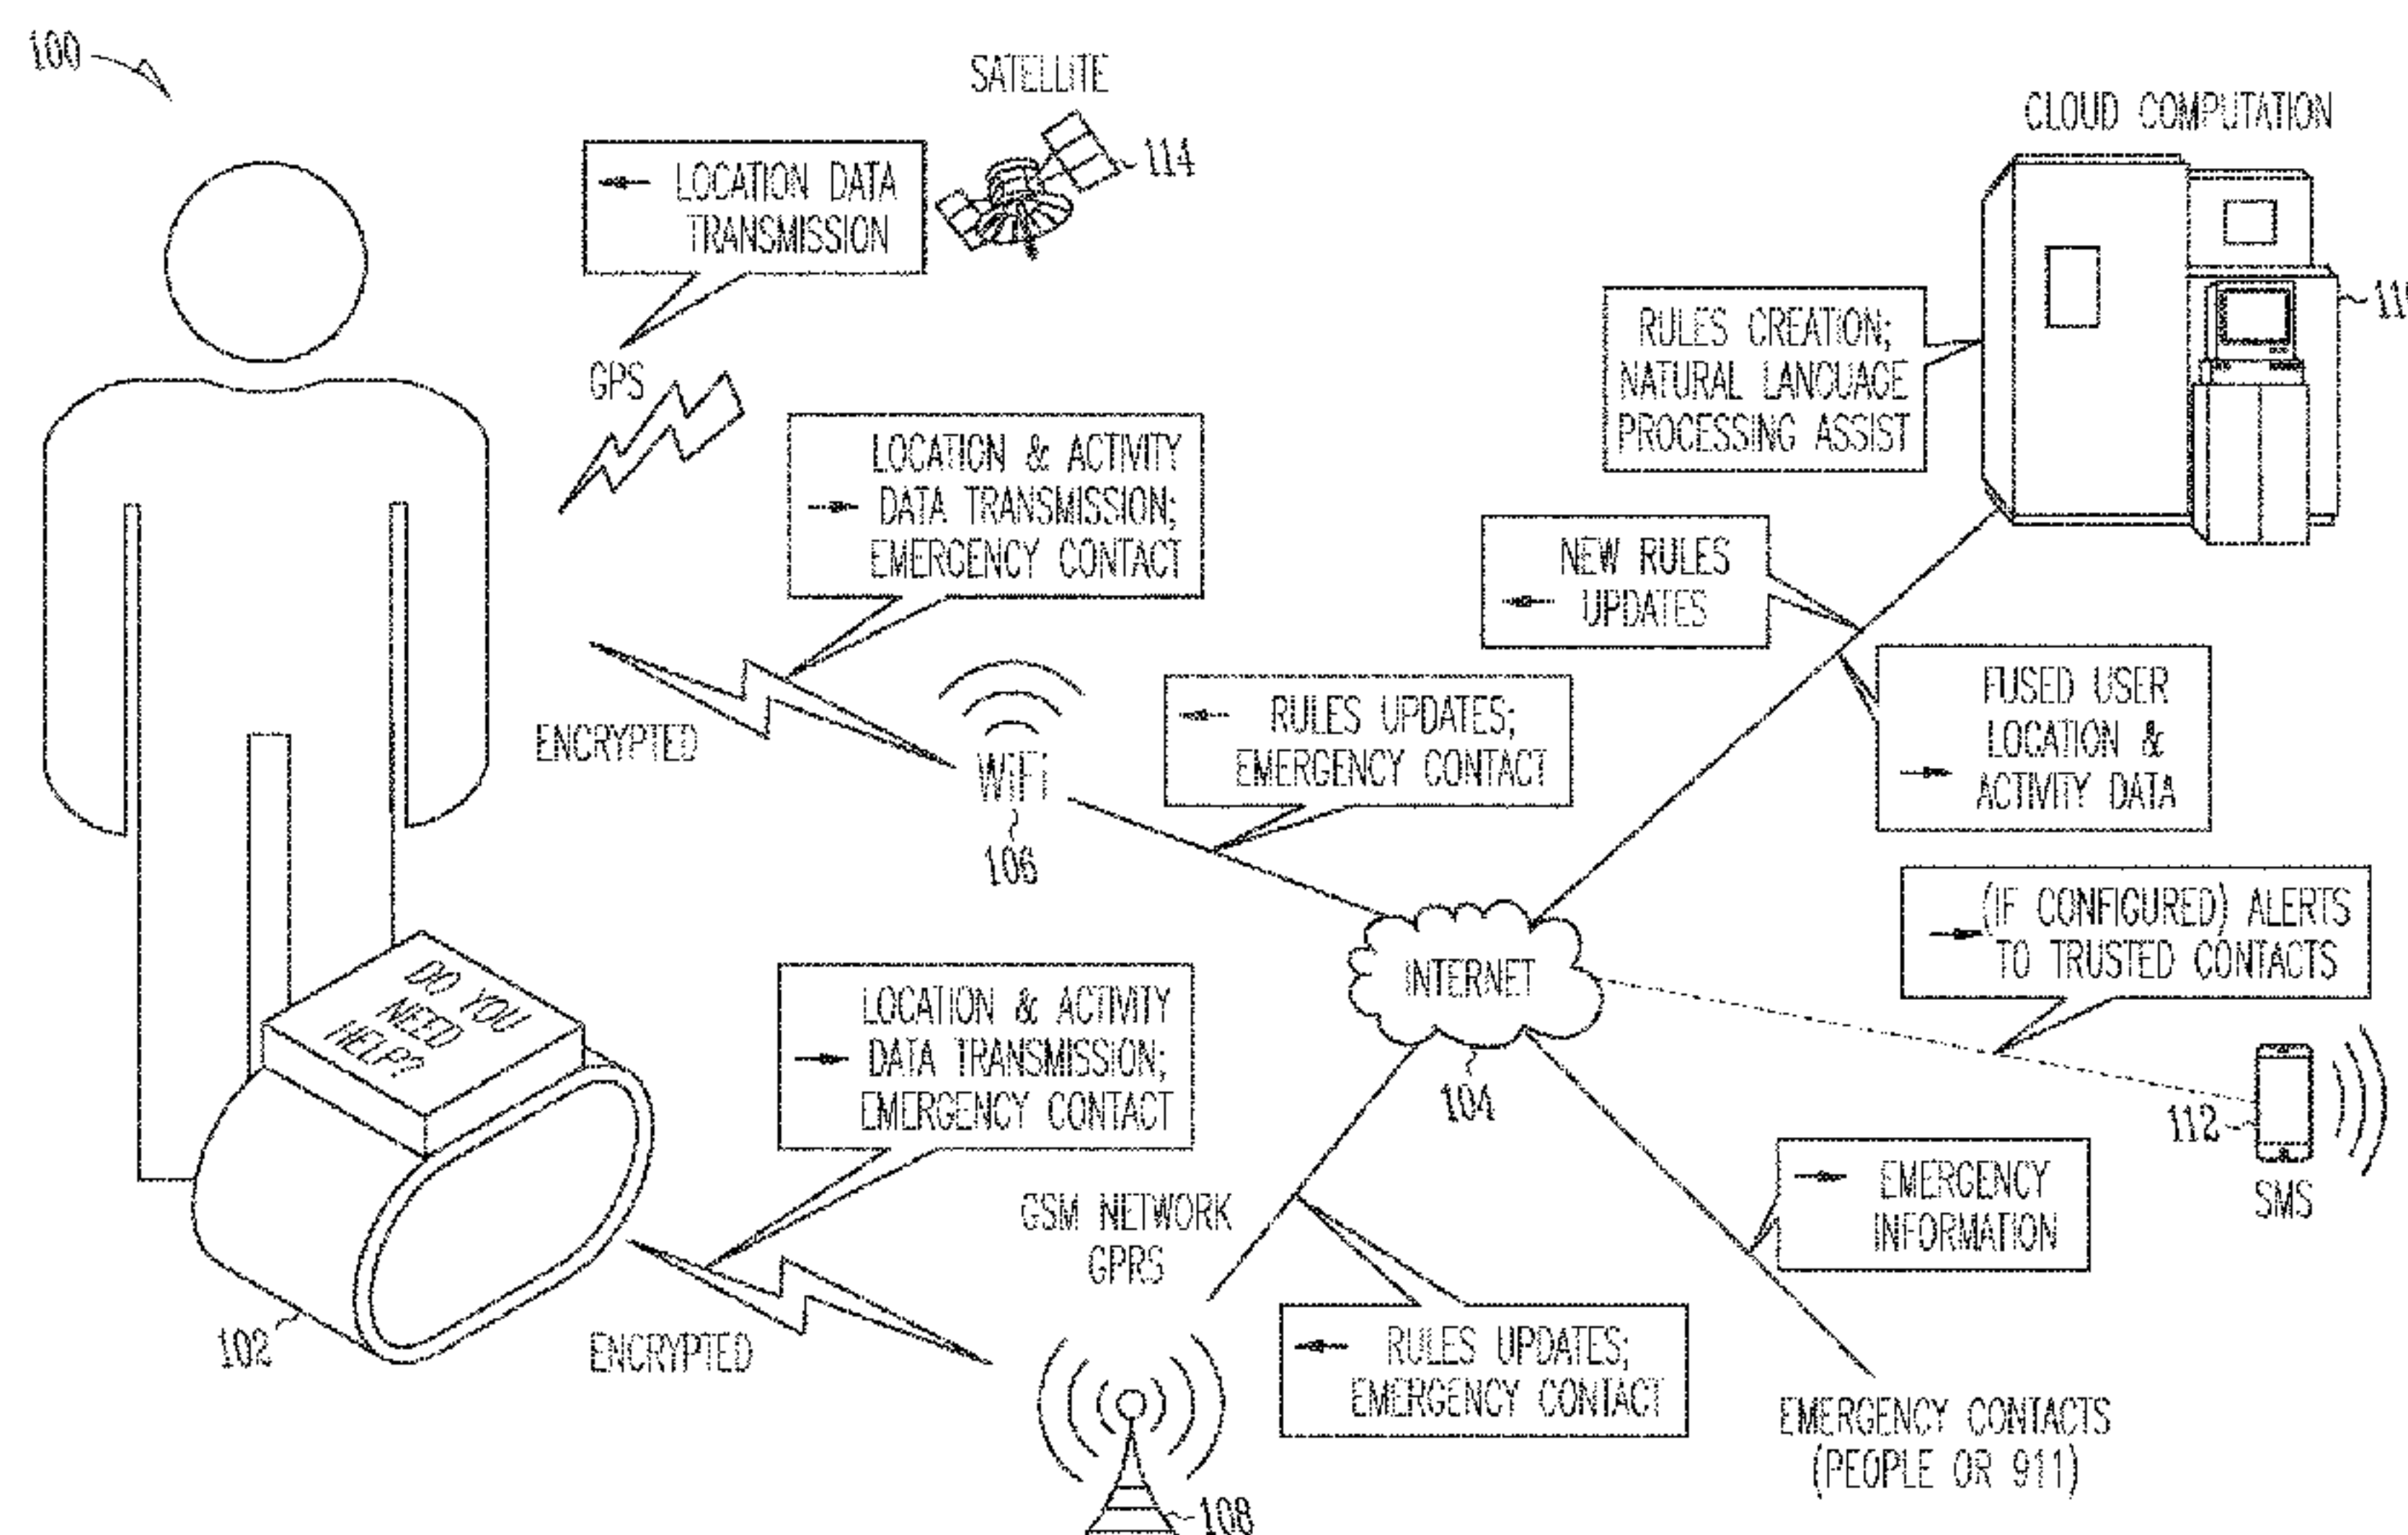 100
SATELLITE
114
LOCATION DATA
TRANSMISSION
GPS
CLOUD COMPUTATION
RULES CREATION;
NATURAL LANGUAGE
PROCESSING ASSIST
LOCATION & ACTIVITY
DATA TRANSMISSION;
EMERGENCY CONTACT
NEW RULES
UPDATES
ENCRYPTED
WiFi
106
RULES UPDATES;
EMERGENCY CONTACT
FUSED USER
LOCATION &
ACTIVITY DATA
(IF CONFIGURED) ALERTS
TO TRUSTED CONTACTS
INTERNET
104
DO YOU
NEED
HELP?
102
LOCATION & ACTIVITY
DATA TRANSMISSION;
EMERGENCY CONTACT
ENCRYPTED
GSM NETWORK
GPRS
108
RULES UPDATES;
EMERGENCY CONTACT
112
SMS
EMERGENCY
INFORMATION
EMERGENCY CONTACTS
(PEOPLE OR 911)